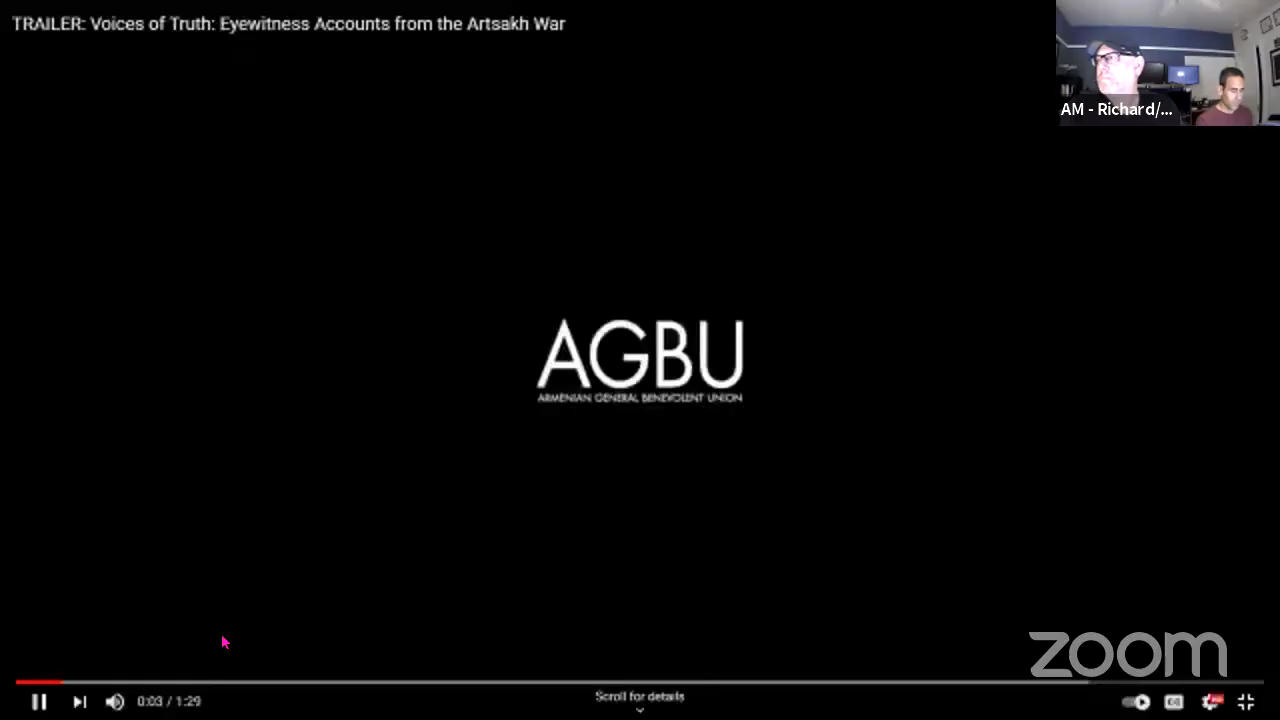 TRAILER: Voices of Truth: Eyewitness Accounts from the Artsakh War
AM - Richard/...
AGBU
ARMENIAN GENERAL BENEVOLENT UNION
zoom
0:03 / 1:29
Scroll for details